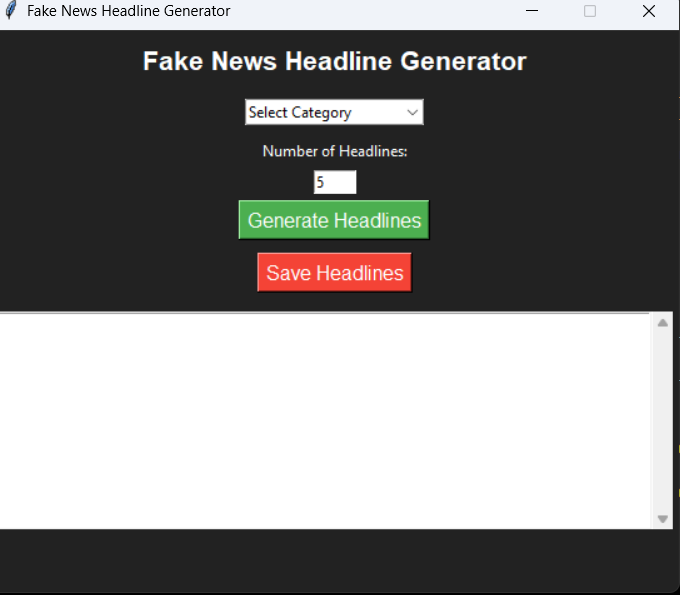 Fake News Headline Generator
Fake News Headline Generator
Select Category
Number of Headlines:
5
Generate Headlines
Save Headlines